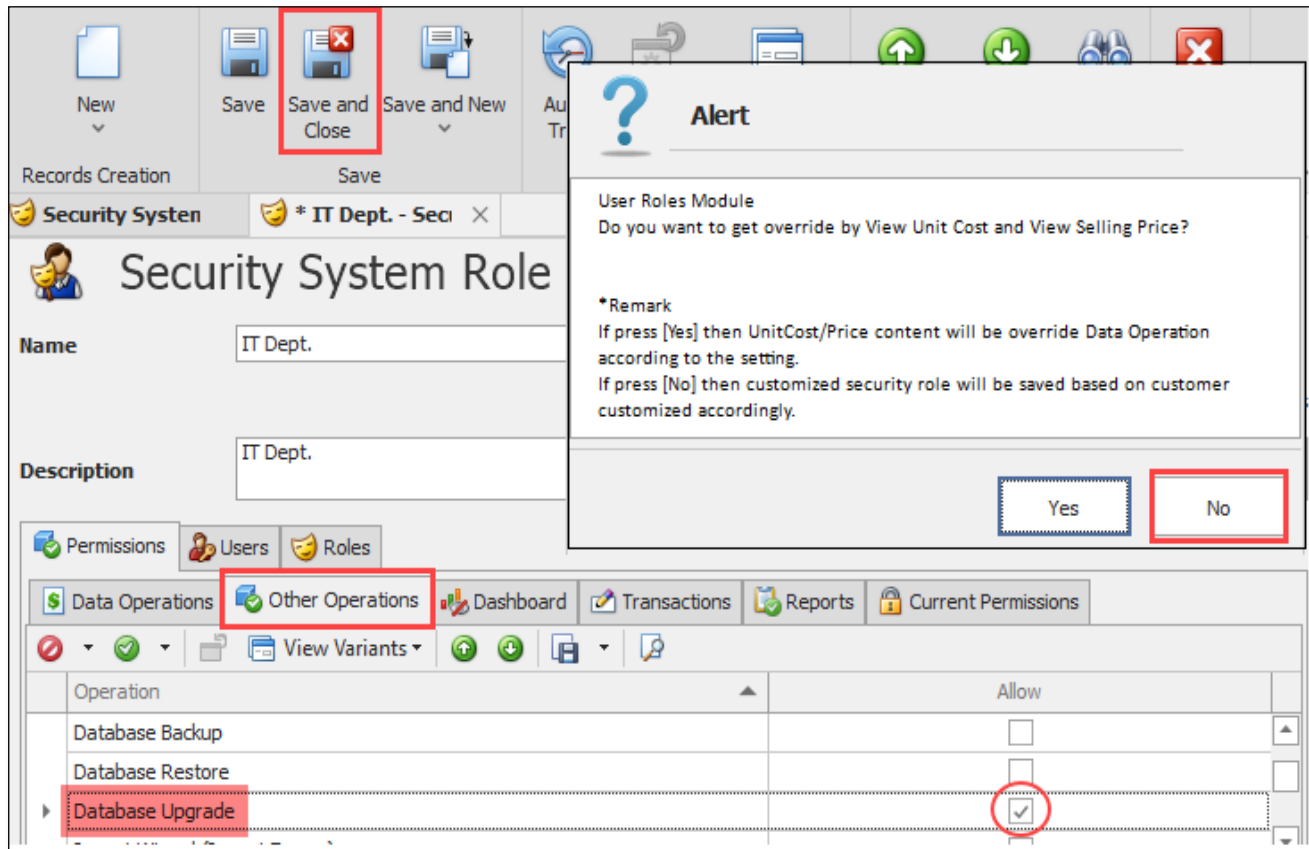 New
Save
Save and Close
Save and New
Records Creation
Save
Security System
* IT Dept. - Secu
Security System Role
Name
IT Dept.
Description
IT Dept.
Alert
User Roles Module
Do you want to get override by View Unit Cost and View Selling Price?
*Remark
If press [Yes] then UnitCost/Price content will be override Data Operation
according to the setting.
If press [No] then customized security role will be saved based on customer
customized accordingly.
Yes
No
Permissions
Users
Roles
Data Operations
Other Operations
Dashboard
Transactions
Reports
Current Permissions
View Variants
Operation
Allow
Database Backup
Database Restore
Database Upgrade